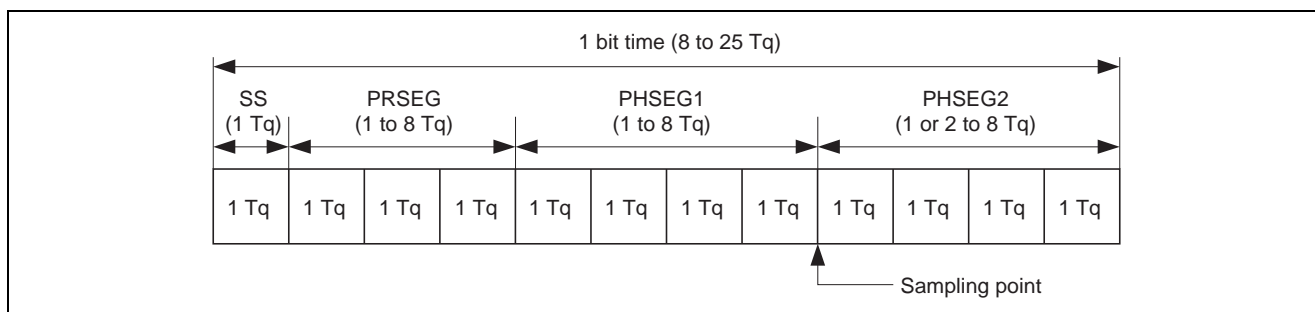 1 bit time (8 to 25 Tq)
SS
(1 Tq)
PRSEG
(1 to 8 Tq)
PHSEG1
(1 to 8 Tq)
PHSEG2
(1 or 2 to 8 Tq)
1 Tq 1 Tq 1 Tq 1 Tq 1 Tq 1 Tq 1 Tq 1 Tq 1 Tq 1 Tq 1 Tq 1 Tq
Sampling point